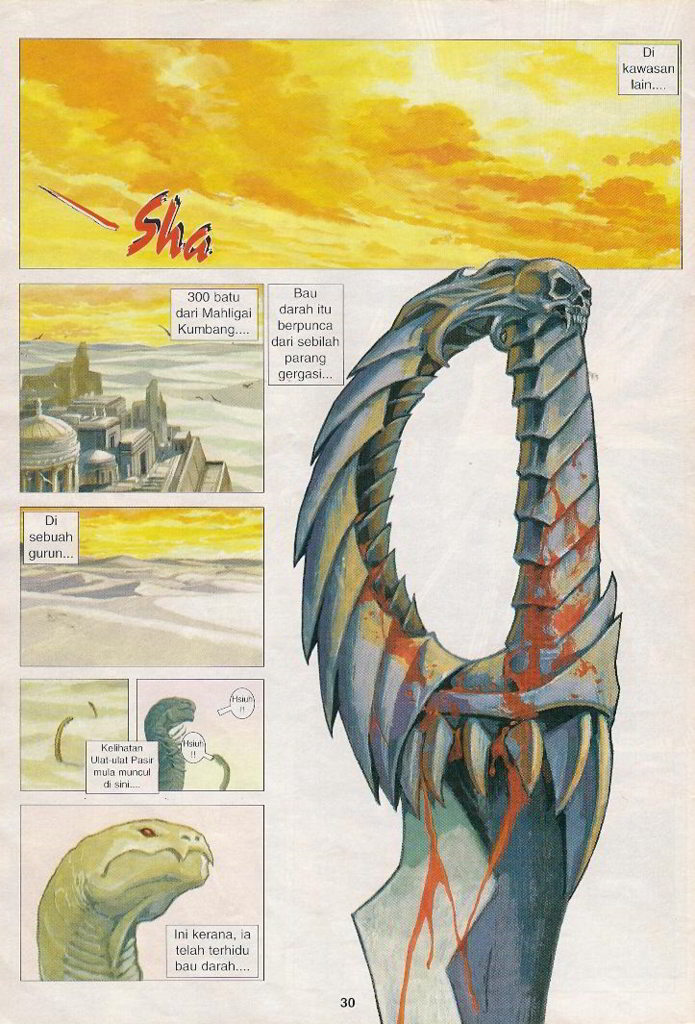 Di
kawasan
lain....
Sha
300 batu
dari Mahligai
Kumbang....
Bau
darah itu
berpunca
dari sebilah
parang
gergasi...
Di
sebuah
gurun...
Hsiuh
!!
Hsiuh
!!
Kelihatan
Ulat-ulat Pasir
mula muncul
di sini....
Ini kerana, ia
telah terhidu
bau darah....
30